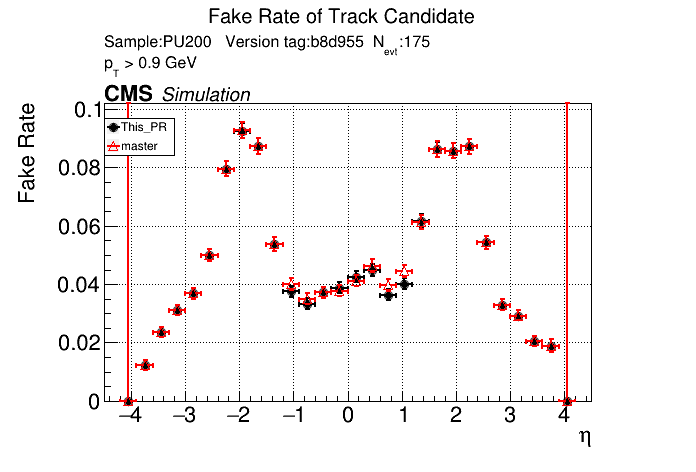 Fake Rate of Track Candidate
Sample:PU200 Version tag:b8d955 N_evt:175
p_T > 0.9 GeV
CMS Simulation
Fake Rate
0.1
This_PR
master
0.08
0.06
0.04
0.02
0
−4 −3 −2 −1 0 1 2 3 4
η